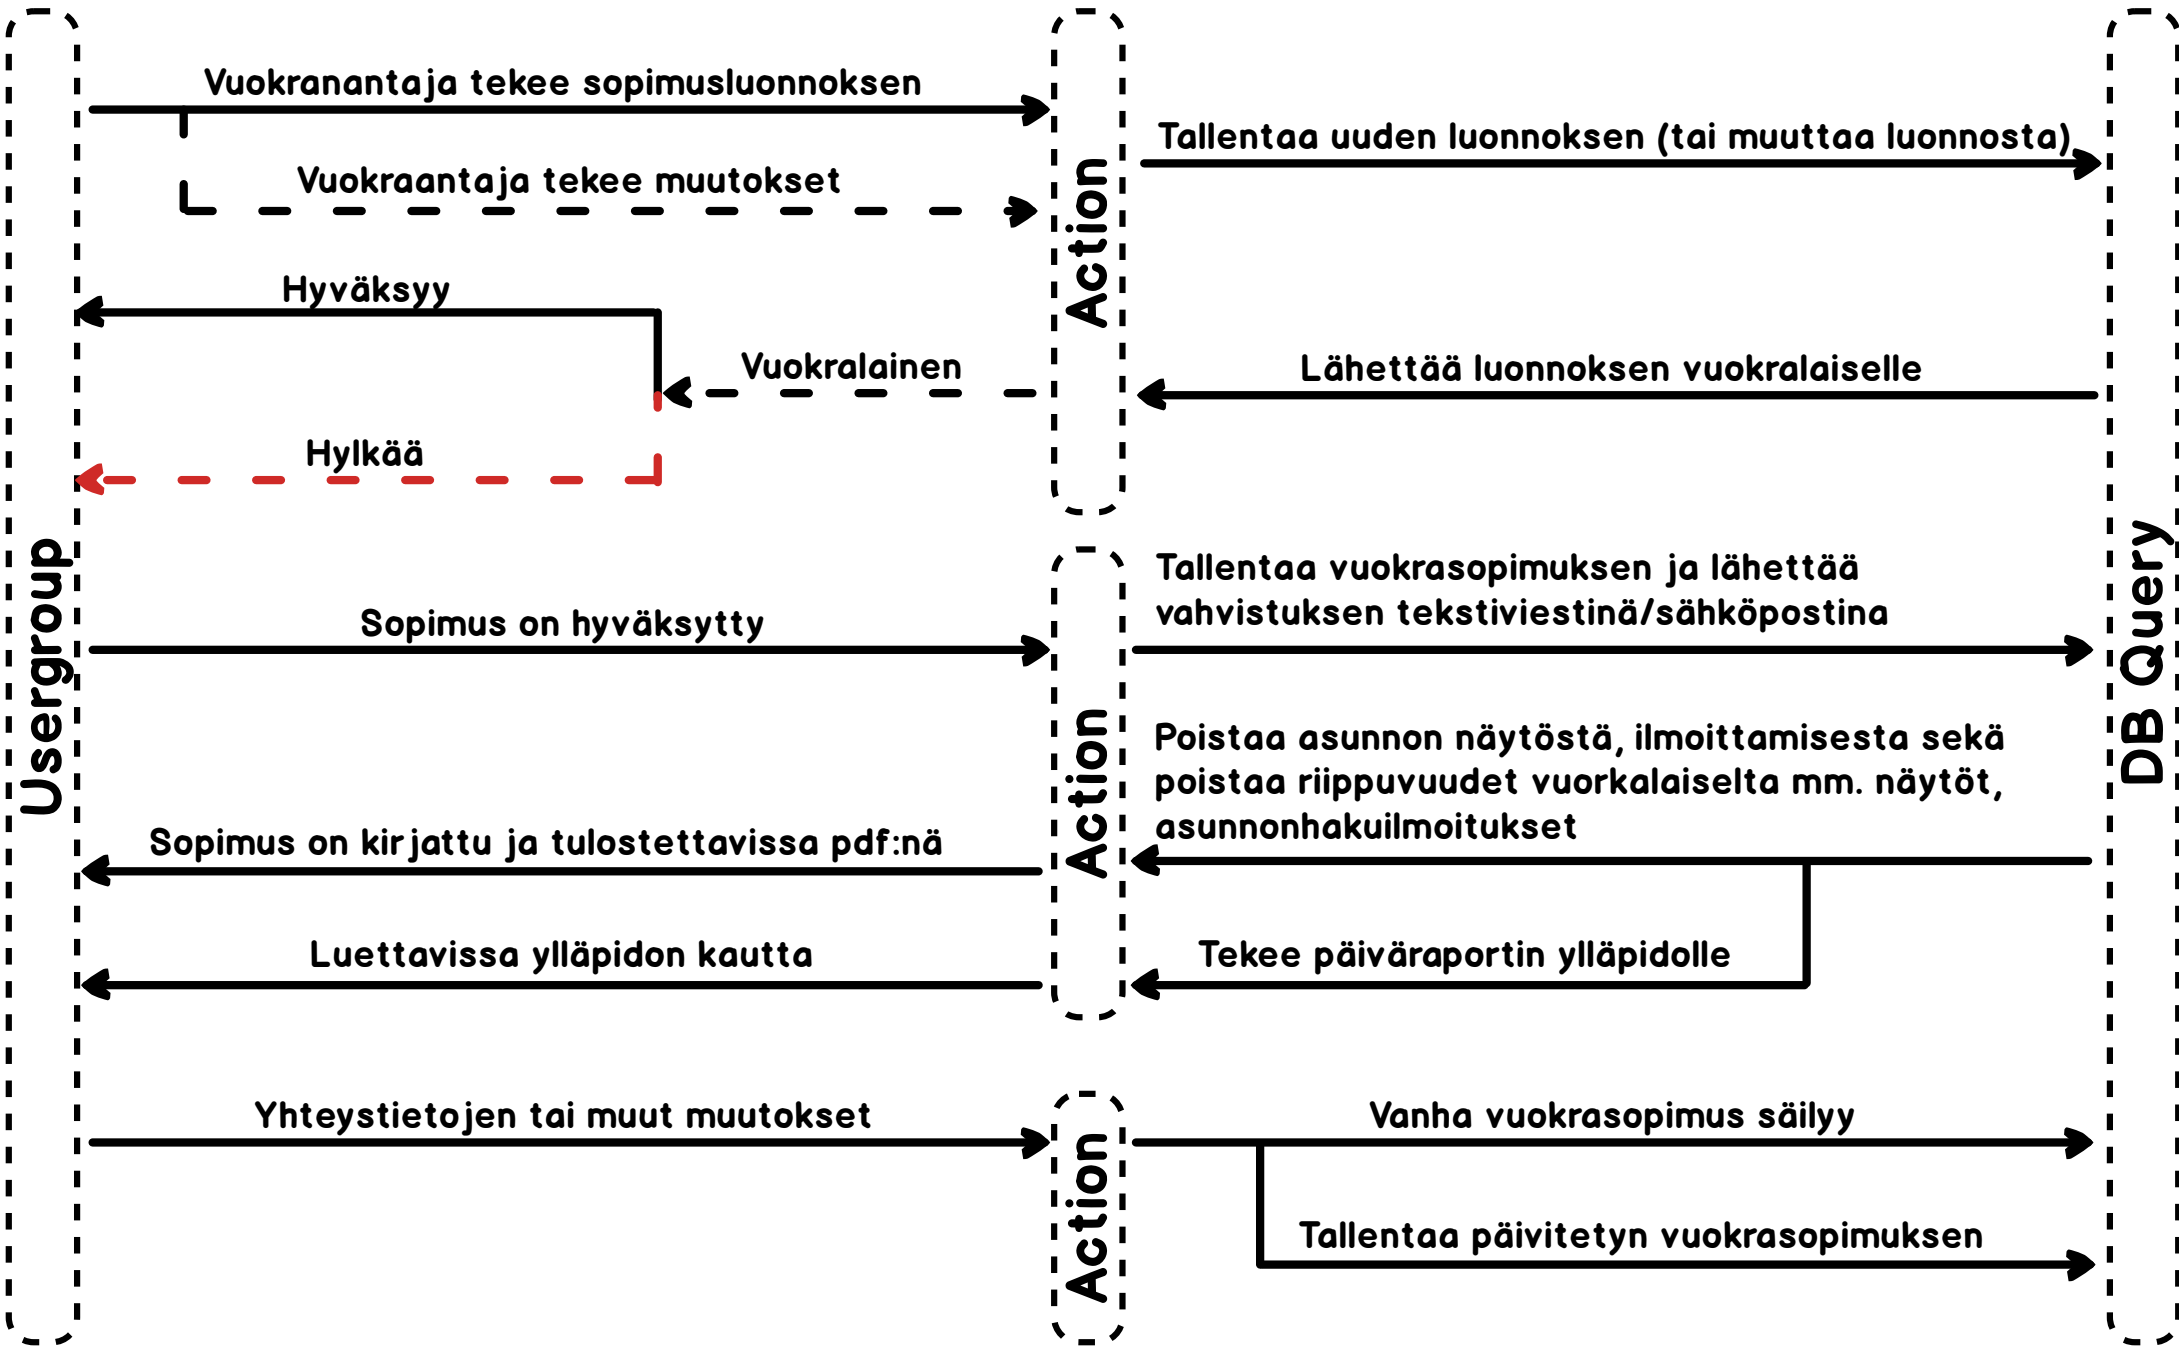 Vuokranantaja tekee sopimusluonnoksen
Tallentaa uuden luonnoksen (tai muuttaa luonnosta)
Vuokraantaja tekee muutokset
Hyväksyy
Vuokralainen
Lähettää luonnoksen vuokralaiselle
Hylkää
Action
Usergroup
DB Query
Tallentaa vuokrasopimuksen ja lähettää
vahvistuksen tekstiviestinä/sähköpostina
Sopimus on hyväksytty
Action
Poistaa asunnon näytöstä, ilmoittamisesta sekä
poistaa riippuvuudet vuorkalaiselta mm. näytöt,
asunnonhakuilmoitukset
Sopimus on kirjattu ja tulostettavissa pdf:nä
Luettavissa ylläpidon kautta
Tekee päiväraportin ylläpidolle
Yhteystietojen tai muut muutokset
Action
Vanha vuokrasopimus säilyy
Tallentaa päivitetyn vuokrasopimuksen